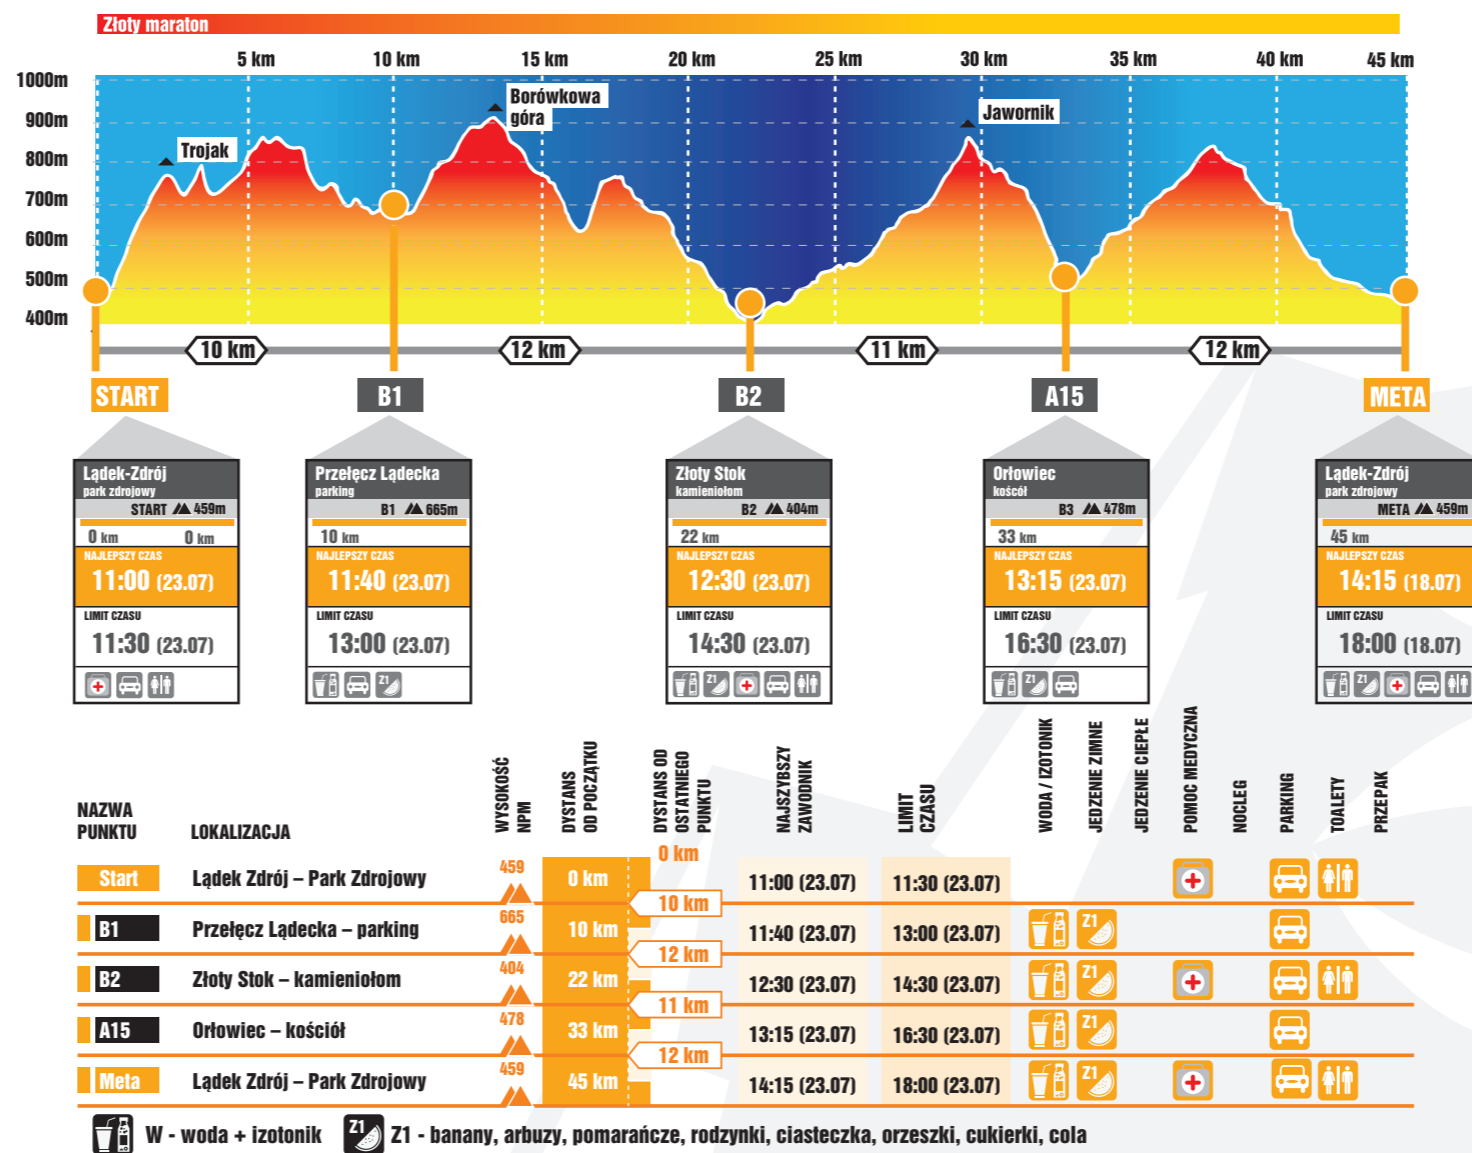 Złoty maraton
5 km 10 km 15 km 20 km 25 km 30 km 35 km 40 km 45 km
1000m
900m
800m
700m
600m
500m
400m
Trojak
Borówkowa
góra
Jawornik
10 km 12 km 11 km 12 km
START B1 B2 A15 META
Lądek-Zdrój
park zdrojowy
START 459m
0 km 0 km
NAJLEPSZY CZAS
11:00 (23.07)
LIMIT CZASU
11:30 (23.07)
Przełęcz Lądecka
parking
B1 665m
10 km
NAJLEPSZY CZAS
11:40 (23.07)
LIMIT CZASU
13:00 (23.07)
Z1
Złoty Stok
kamieniołom
B2 404m
22 km
NAJLEPSZY CZAS
12:30 (23.07)
LIMIT CZASU
14:30 (23.07)
Z1
Orłowiec
kościół
B3 478m
33 km
NAJLEPSZY CZAS
13:15 (23.07)
LIMIT CZASU
16:30 (23.07)
Z1
Lądek-Zdrój
park zdrojowy
META 459m
45 km
NAJLEPSZY CZAS
14:15 (18.07)
LIMIT CZASU
18:00 (18.07)
Z1
NAZWA
PUNKTU
LOKALIZACJA
WYSOKOŚĆ
NPM
DYSTANS
OD POCZĄTKU
DYSTANS OD
OSTATNIEGO
PUNKTU
NAJSZYBSZY
ZAWODNIK
LIMIT
CZASU
WODA / IZOTONIK
JEDZENIE ZIMNE
JEDZENIE CIEPŁE
POMOC MEDYCZNA
NOCLEG
PARKING
TOALETY
PRZEPAK
0 km
Start Lądek Zdrój – Park Zdrojowy 459 0 km 11:00 (23.07) 11:30 (23.07)
10 km
B1 Przełęcz Lądecka – parking 665 10 km 11:40 (23.07) 13:00 (23.07) Z1
12 km
B2 Złoty Stok – kamieniołom 404 22 km 12:30 (23.07) 14:30 (23.07) Z1
11 km
A15 Orłowiec – kościół 478 33 km 13:15 (23.07) 16:30 (23.07) Z1
12 km
Meta Lądek Zdrój – Park Zdrojowy 459 45 km 14:15 (23.07) 18:00 (23.07) Z1
W - woda + izotonik Z1 Z1 - banany, arbuzy, pomarańcze, rodzynki, ciasteczka, orzeszki, cukierki, cola